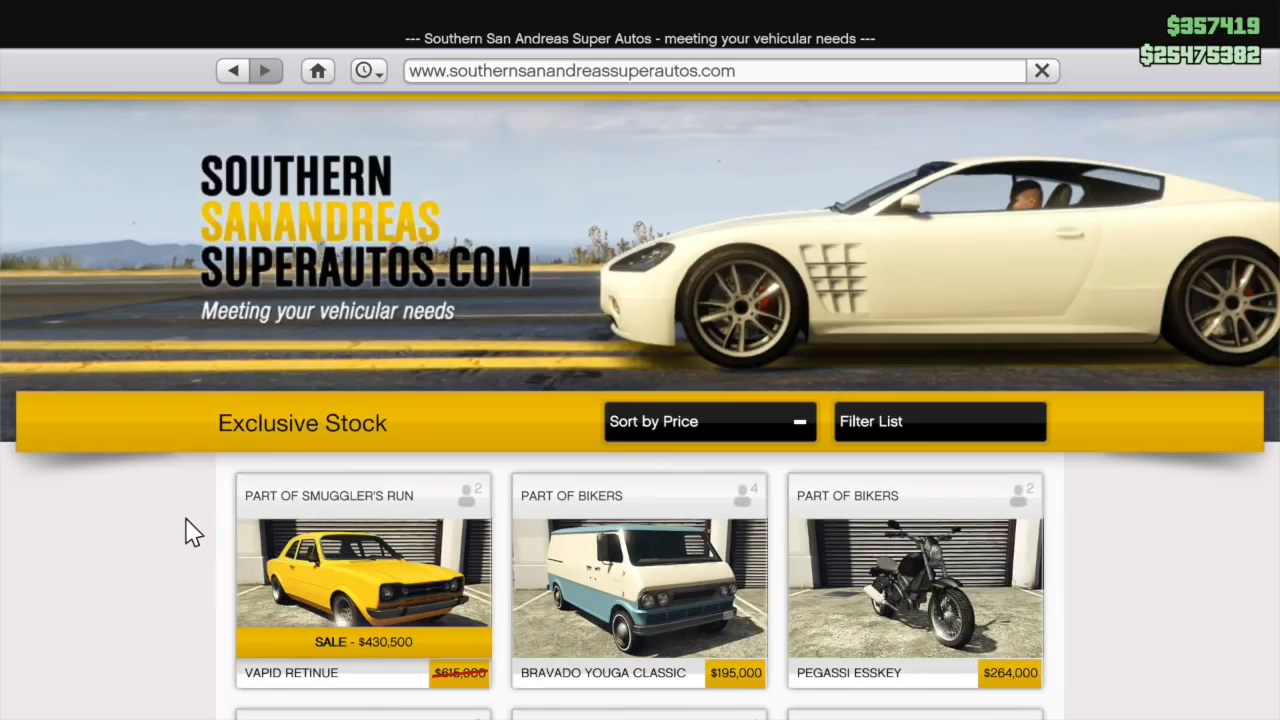 --- Southern San Andreas Super Autos - meeting your vehicular needs ---
$357419
$25475382
www.southernsanandreassuperautos.com
SOUTHERN
SANANDREAS
SUPERAUTOS.COM
Meeting your vehicular needs
Exclusive Stock
Sort by Price
Filter List
PART OF SMUGGLER'S RUN
2
SALE - $430,500
VAPID RETINUE
$615,000
PART OF BIKERS
4
BRAVADO YOUGA CLASSIC
$195,000
PART OF BIKERS
2
PEGASSI ESSKEY
$264,000